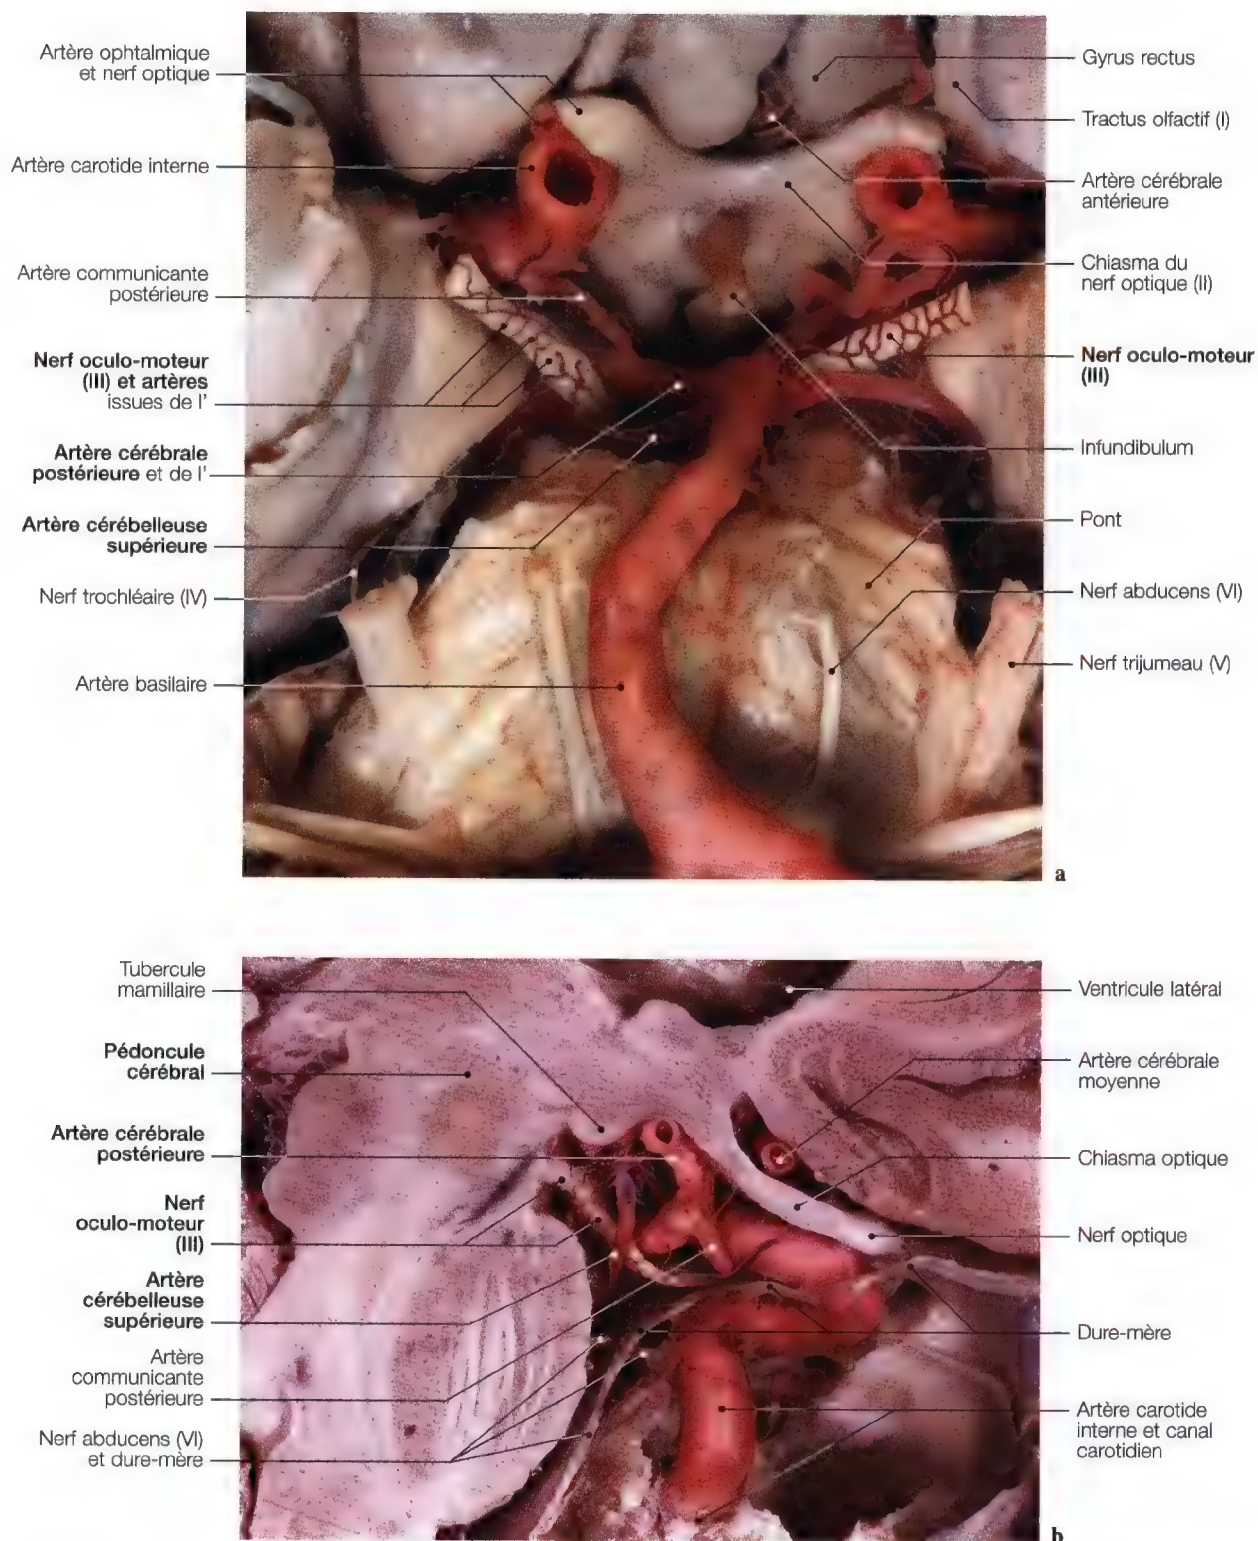 Artère ophtalmique
et nerf optique
Artère carotide interne
Artère communicante
postérieure
Nerf oculo-moteur
(III) et artères
issues de l'
Artère cérébrale
postérieure et de l'
Artère cérébelleuse
supérieure
Nerf trochléaire (IV)
Artère basilaire
Gyrus rectus
Tractus olfactif (I)
Artère cérébrale
antérieure
Chiasma du
nerf optique (II)
Nerf oculo-moteur
(III)
Infundibulum
Pont
Nerf abducens (VI)
Nerf trijumeau (V)
a
Tubercule
mamillaire
Pédoncule
cérébral
Artère cérébrale
postérieure
Nerf
oculo-moteur
(III)
Artère
cérébelleuse
supérieure
Artère
communicante
postérieure
Nerf abducens (VI)
et dure-mère
Ventricule latéral
Artère cérébrale
moyenne
Chiasma optique
Nerf optique
Dure-mère
Artère carotide
interne et canal
carotidien
b